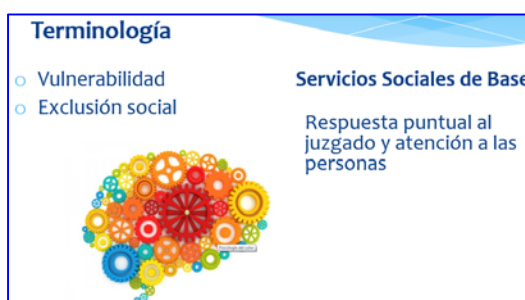 Terminología
Vulnerabilidad
Exclusión social
Servicios Sociales de Base
Respuesta puntual al
juzgado y atención a las
personas